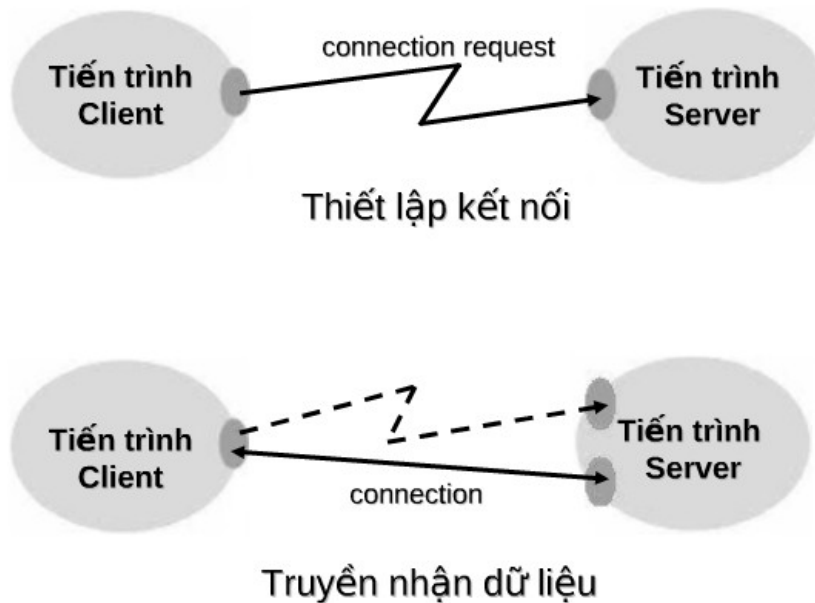 connection request
Tiến trình
Client
Tiến trình
Server
Thiết lập kết nối
Tiến trình
Client
Tiến trình
Server
connection
Truyền nhận dữ liệu